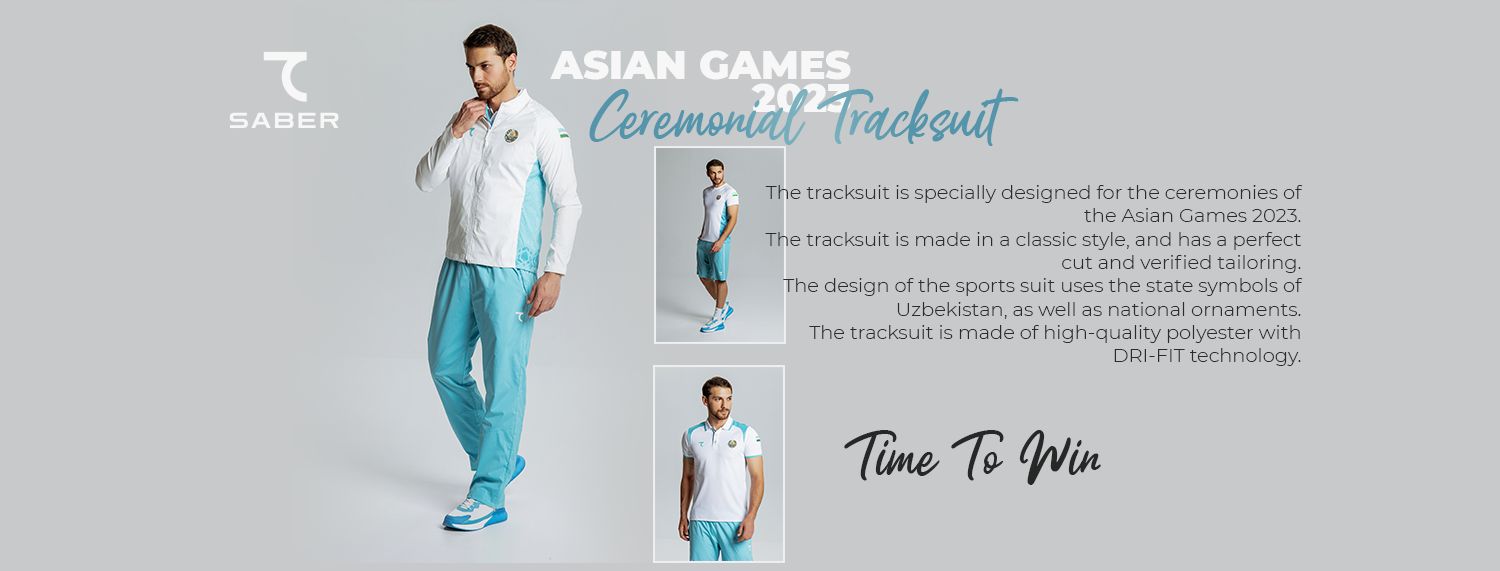 SABER
ASIAN GAMES
2023
Ceremonial Tracksuit
The tracksuit is specially designed for the ceremonies of
the Asian Games 2023.
The tracksuit is made in a classic style, and has a perfect
cut and verified tailoring.
The design of the sports suit uses the state symbols of
Uzbekistan, as well as national ornaments.
The tracksuit is made of high-quality polyester with
DRI-FIT technology.
Time To Win